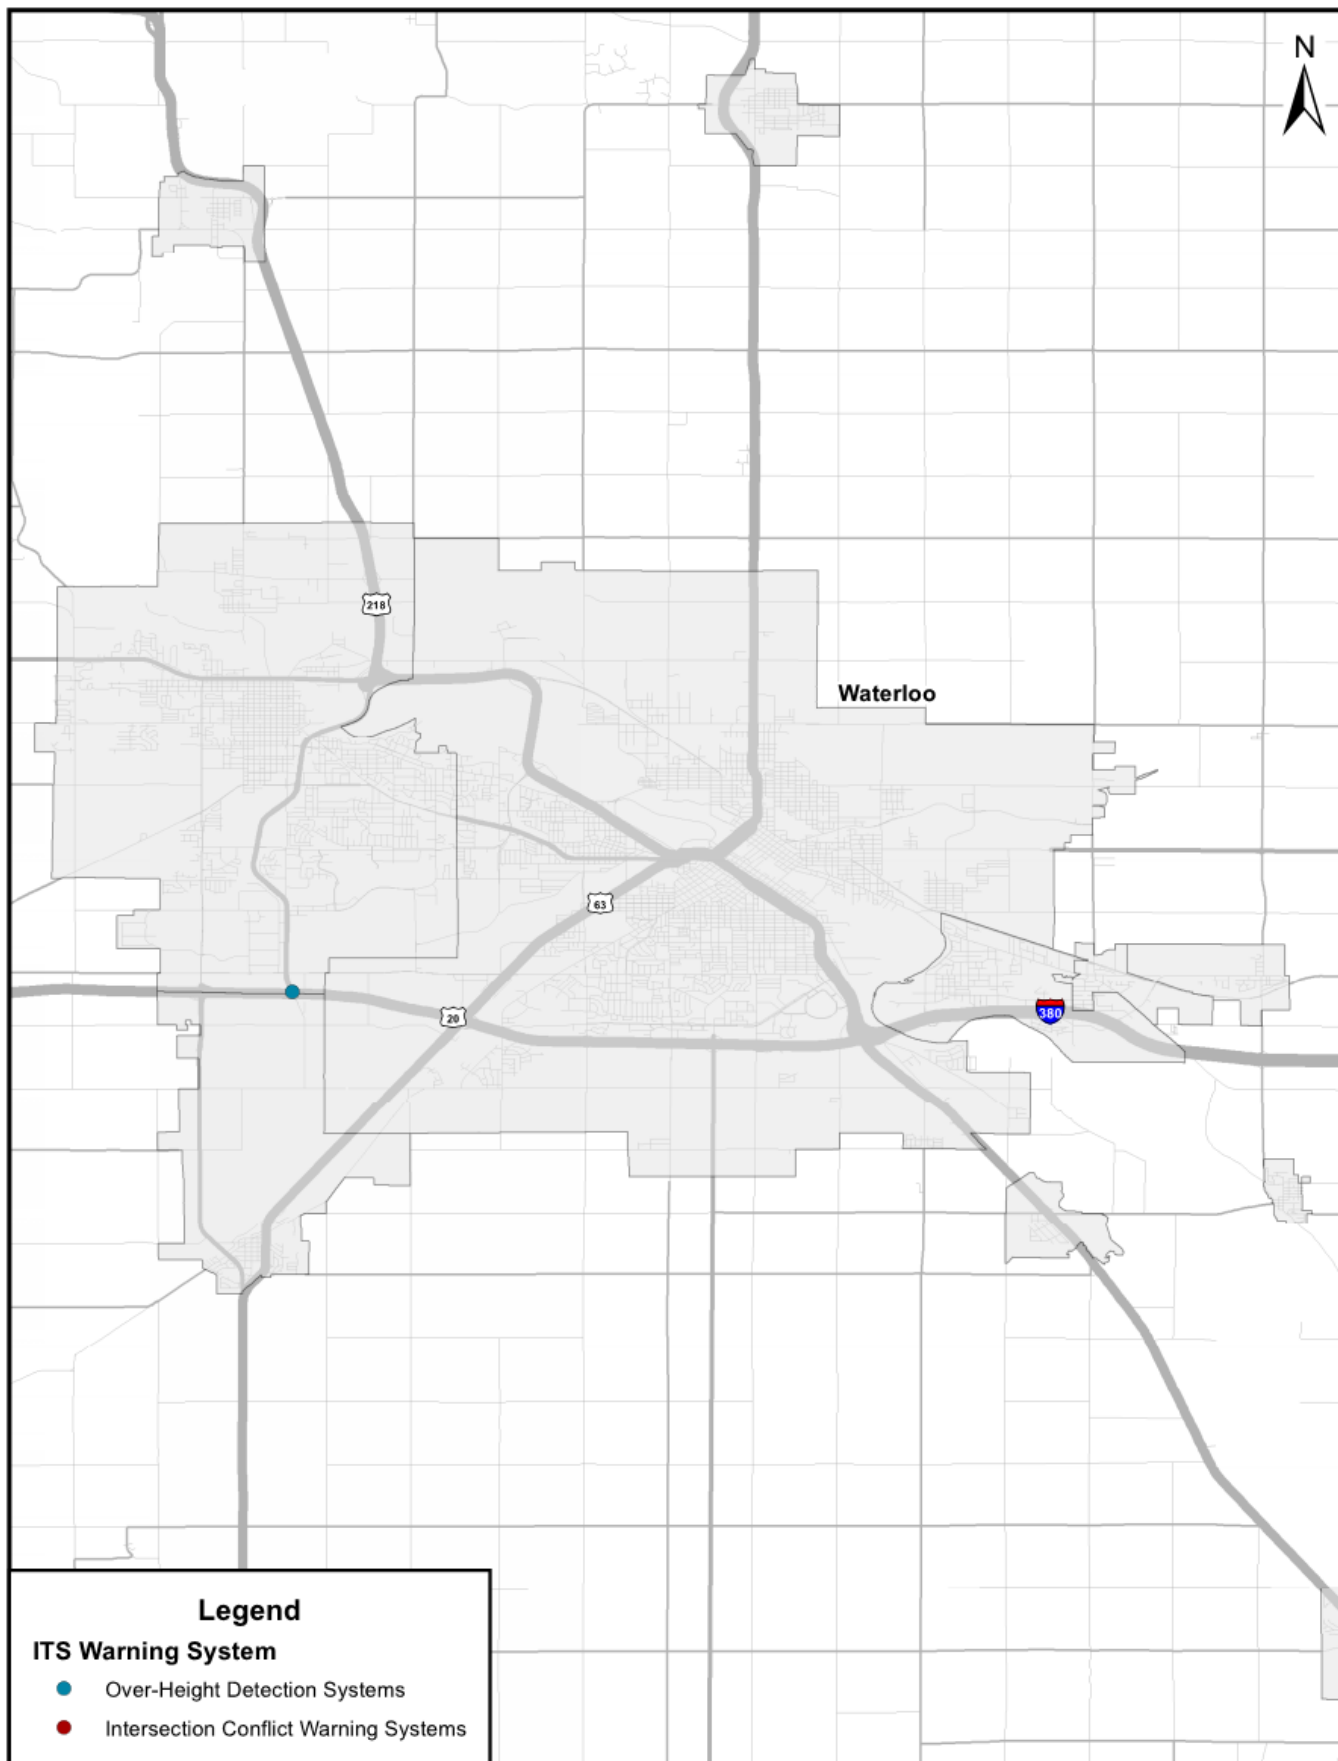 N
218
Waterloo
63
20
380
Legend
ITS Warning System
Over-Height Detection Systems
Intersection Conflict Warning Systems